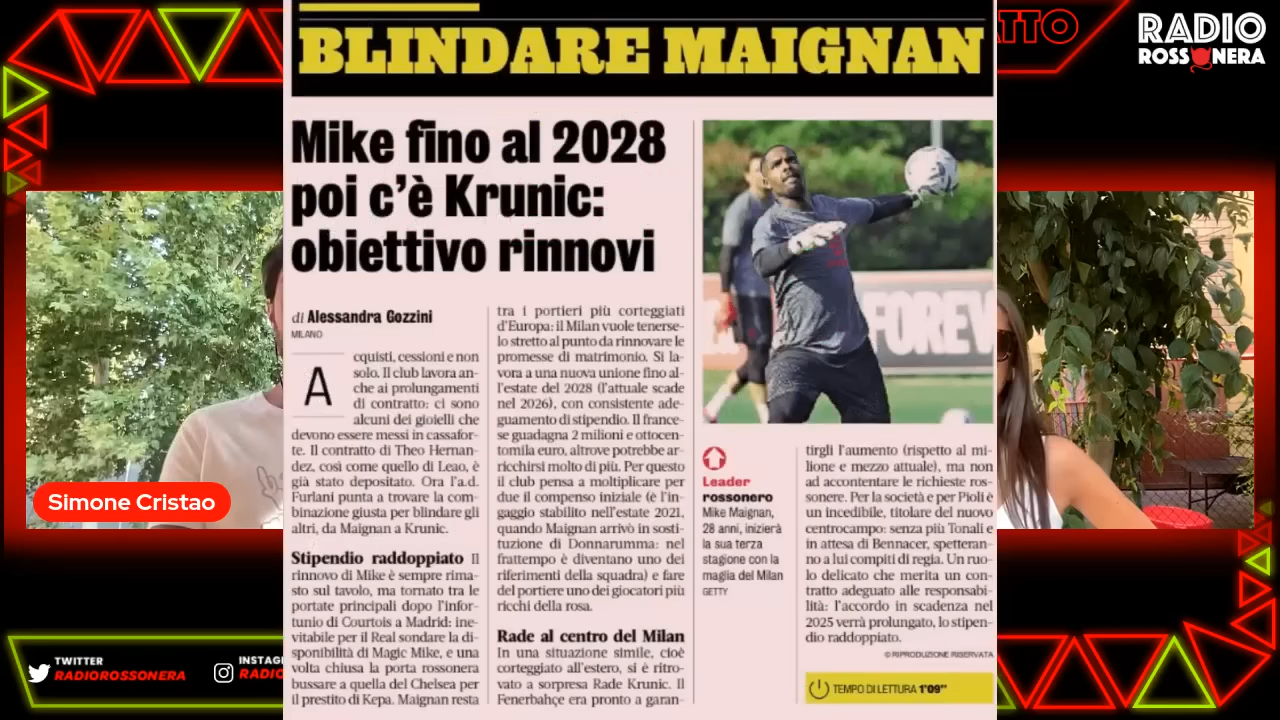 BLINDARE MAIGNAN
Mike fino al 2028
poi c'è Krunic:
obiettivo rinnovi
di Alessandra Gozzini
MILANO
Acquisti, cessioni e non
solo. Il club lavora an-
che ai prolungamenti
di contratto: ci sono
alcuni dei gioielli che
devono essere messi in cassafor-
te. Il contratto di Theo Hernan-
dez, così come quello di Leao, è
già stato depositato. Ora l'a.d.
Furlani punta a trovare la com-
binazione giusta per blindare gli
altri, da Maignan a Krunic.
Stipendio raddoppiato Il
rinnovo di Mike è sempre rima-
sto sul tavolo, ma tornato tra le
portate principali dopo l'infor-
tunio di Courtois a Madrid: ine-
vitabile per il Real sondare la di-
sponibilità di Magic Mike, e una
volta chiusa la porta rossonera
bussare a quella del Chelsea per
il prestito di Kepa. Maignan resta
tra i portieri più corteggiati
d'Europa: il Milan vuole tenerse-
lo stretto al punto da rinnovare le
promesse di matrimonio. Si la-
vora a una nuova unione fino al-
l'estate del 2028 (l'attuale scade
nel 2026), con consistente ade-
guamento di stipendio. Il france-
se guadagna 2 milioni e ottocen-
tomila euro, altrove potrebbe ar-
ricchirsi molto di più. Per questo
il club pensa a moltiplicare per
due il compenso iniziale (è l'in-
gaggio stabilito nell'estate 2021,
quando Maignan arrivò in sosti-
tuzione di Donnarumma: nel
frattempo è diventato uno dei
riferimenti della squadra) e fare
del portiere uno dei giocatori più
ricchi della rosa.
Rade al centro del Milan
In una situazione simile, cioè
corteggiato all'estero, si è ritro-
vato a sorpresa Rade Krunic. Il
Fenerbahçe era pronto a garan-
FOREV
Leader
rossonero
Mike Maignan,
28 anni, inizierà
la sua terza
stagione con la
maglia del Milan
GETTY
tirgli l'aumento (rispetto al mi-
lione e mezzo attuale), ma non
ad accontentare le richieste ros-
sonere. Per la società e per Pioli è
un incedibile, titolare del nuovo
centrocampo: senza più Tonali e
in attesa di Bennacer, spetteran-
no a lui compiti di regia. Un ruo-
lo delicato che merita un con-
tratto adeguato alle responsabi-
lità: l'accordo in scadenza nel
2025 verrà prolungato, lo stipen-
dio raddoppiato.
© RIPRODUZIONE RISERVATA
TEMPO DI LETTURA 1'09"
TTO
RADIO
ROSSONERA
Simone Cristao
TWITTER
RADIOROSSONERA
INSTAG
RADIO